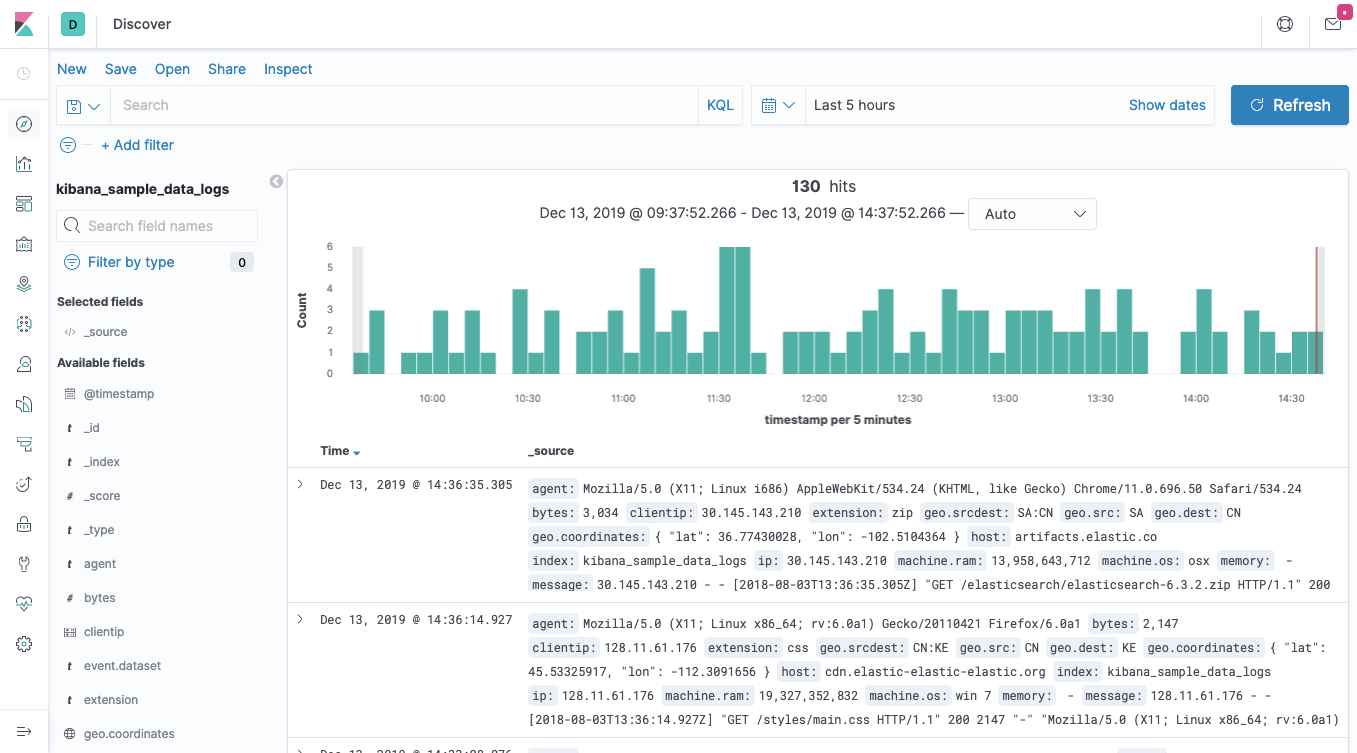 D Discover
New Save Open Share Inspect
Search KQL Last 5 hours Show dates Refresh
+ Add filter
kibana_sample_data_logs
Search field names
Filter by type 0
Selected fields
</> _source
Available fields
@timestamp
t _id
t _index
# _score
t _type
t agent
# bytes
clientip
t event.dataset
t extension
geo.coordinates
130 hits
Dec 13, 2019 @ 09:37:52.266 - Dec 13, 2019 @ 14:37:52.266 — Auto
Count
6
5
4
3
2
1
0
10:00 10:30 11:00 11:30 12:00 12:30 13:00 13:30 14:00 14:30
timestamp per 5 minutes
Time _source
Dec 13, 2019 @ 14:36:35.305
agent: Mozilla/5.0 (X11; Linux i686) AppleWebKit/534.24 (KHTML, like Gecko) Chrome/11.0.696.50 Safari/534.24
bytes: 3,034 clientip: 30.145.143.210 extension: zip geo.srcdest: SA:CN geo.src: SA geo.dest: CN
geo.coordinates: { "lat": 36.77430028, "lon": -102.5104364 } host: artifacts.elastic.co
index: kibana_sample_data_logs ip: 30.145.143.210 machine.ram: 13,958,643,712 machine.os: osx memory: -
message: 30.145.143.210 - - [2018-08-03T13:36:35.305Z] "GET /elasticsearch/elasticsearch-6.3.2.zip HTTP/1.1" 200
Dec 13, 2019 @ 14:36:14.927
agent: Mozilla/5.0 (X11; Linux x86_64; rv:6.0a1) Gecko/20110421 Firefox/6.0a1 bytes: 2,147
clientip: 128.11.61.176 extension: css geo.srcdest: CN:KE geo.src: CN geo.dest: KE geo.coordinates: { "lat":
45.53325917, "lon": -112.3091656 } host: cdn.elastic-elastic-elastic.org index: kibana_sample_data_logs
ip: 128.11.61.176 machine.ram: 19,327,352,832 machine.os: win 7 memory: - message: 128.11.61.176 - -
[2018-08-03T13:36:14.927Z] "GET /styles/main.css HTTP/1.1" 200 2147 "-" "Mozilla/5.0 (X11; Linux x86_64; rv:6.0a1)